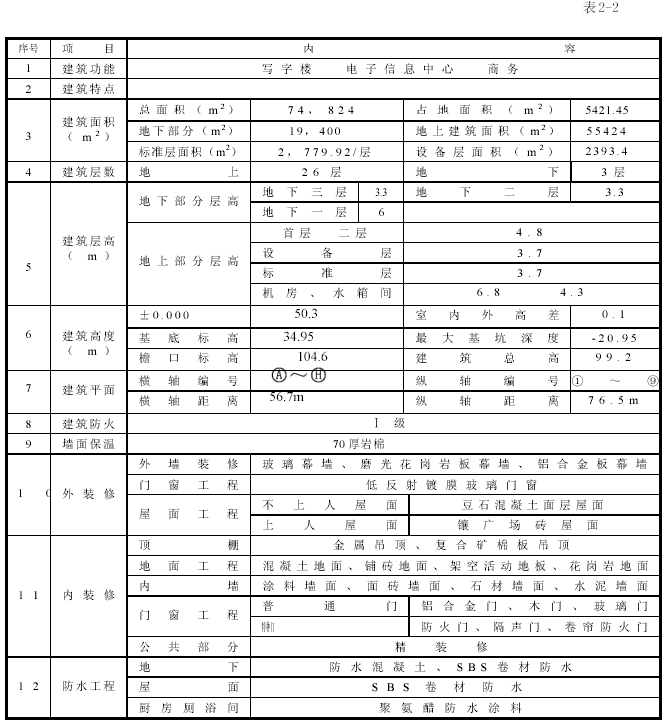 表2-2
序号 项目 内容
1 建筑功能 写字楼 电子信息中心 商务
2 建筑特点
3 建筑面积（m²） 总面积（m²） 74，824 占地面积（m²） 5421.45
地下部分（m²） 19，400 地上建筑面积（m²） 55424
标准层面积（m²） 2，779.92/层 设备层面积（m²） 2393.4
4 建筑层数 地上 26层 地下 3层
5 建筑层高（m） 地下部分层高 地下三层 3.3 地下二层 3.3
地下一层 6
地上部分层高 首层 二层 4.8
设备层 3.7
标准层 3.7
机房、水箱间 6.8 4.3
6 建筑高度（m） ±0.000 50.3 室内外高差 0.1
基底标高 34.95 最大基坑深度 -20.95
檐口标高 104.6 建筑总高 99.2
7 建筑平面 横轴编号 Ⓐ～Ⓗ 纵轴编号 ①～⑨
横轴距离 56.7m 纵轴距离 76.5m
8 建筑防火 Ⅰ级
9 墙面保温 70厚岩棉
10 外装修 外墙装修 玻璃幕墙、磨光花岗岩板幕墙、铝合金板幕墙
门窗工程 低反射镀膜玻璃门窗
屋面工程 不上人屋面 豆石混凝土面层屋面
上人屋面 镶广场砖屋面
11 内装修 顶棚 金属吊顶、复合矿棉板吊顶
地面工程 混凝土地面、铺砖地面、架空活动地板、花岗岩地面
内墙 涂料墙面、面砖墙面、石材墙面、水泥墙面
门窗工程 普通门 铝合金门、木门、玻璃门
防火门、隔声门、卷帘防火门
公共部分 精装修
12 防水工程 地下 防水混凝土、SBS卷材防水
屋面 SBS卷材防水
厨房厕浴间 聚氨醋防水涂料